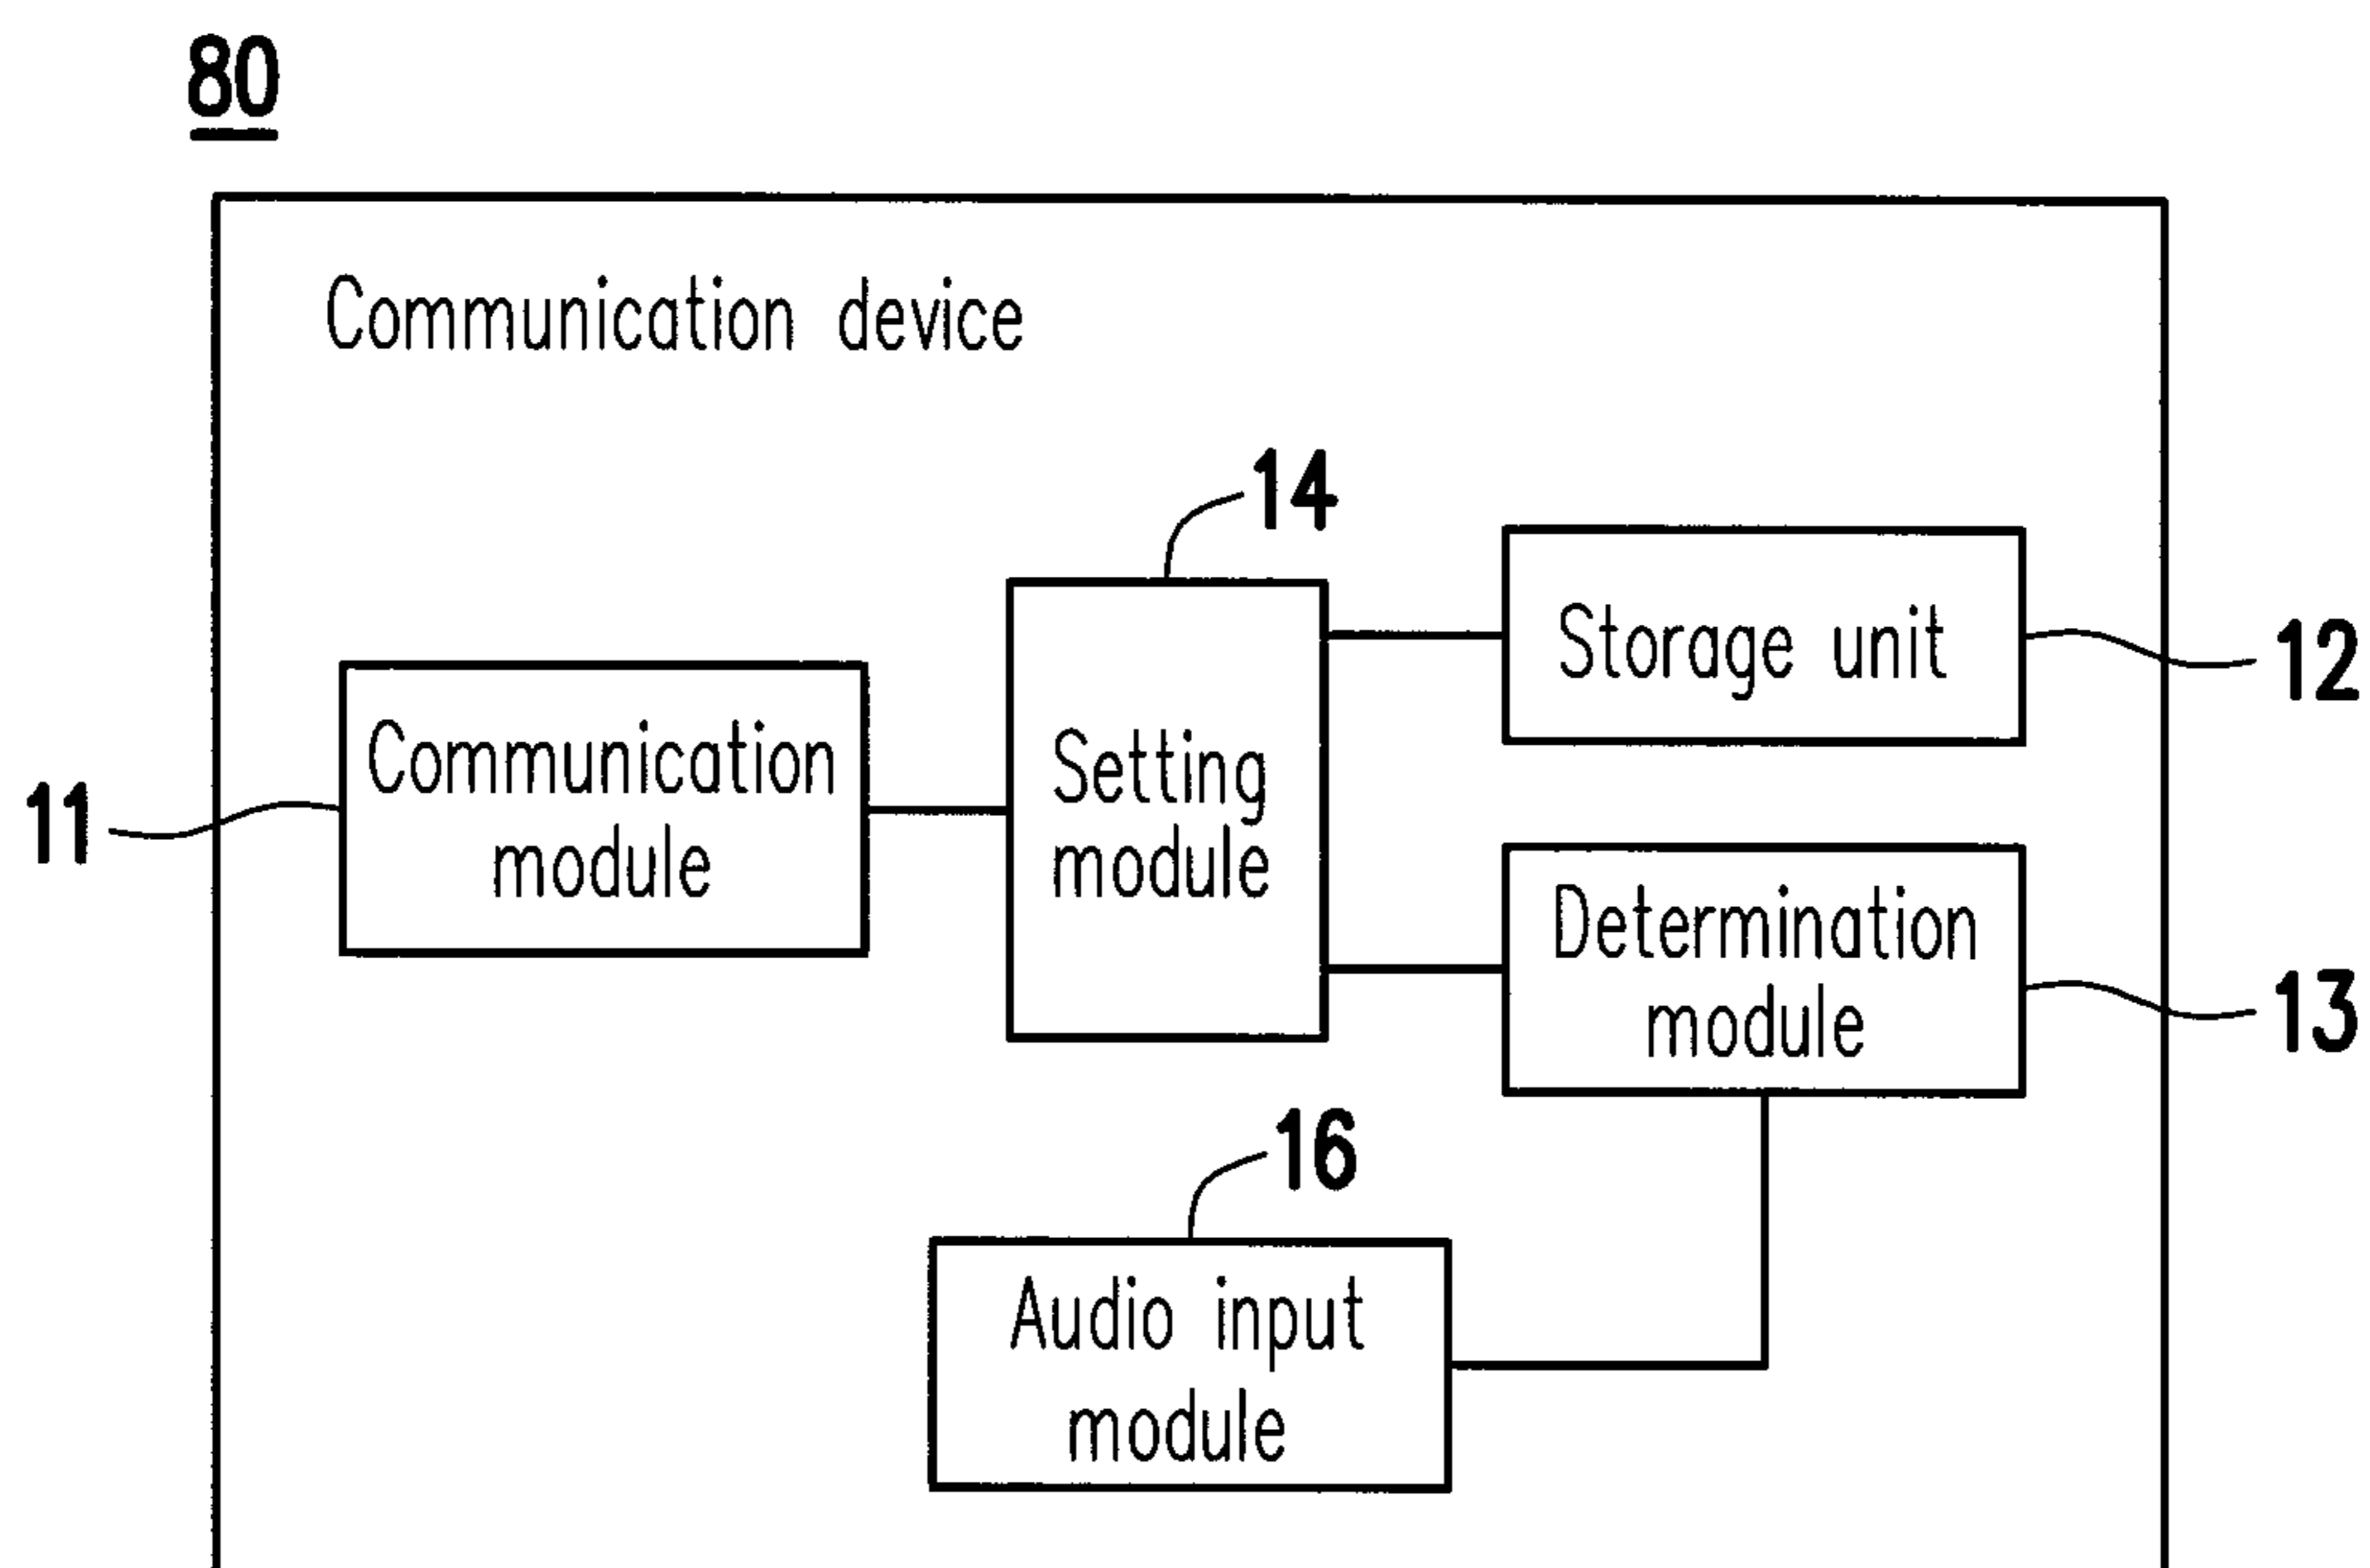 80
Communication device
14
Storage unit
12
Communication
module
11
Setting
module
Determination
module
13
16
Audio input
module